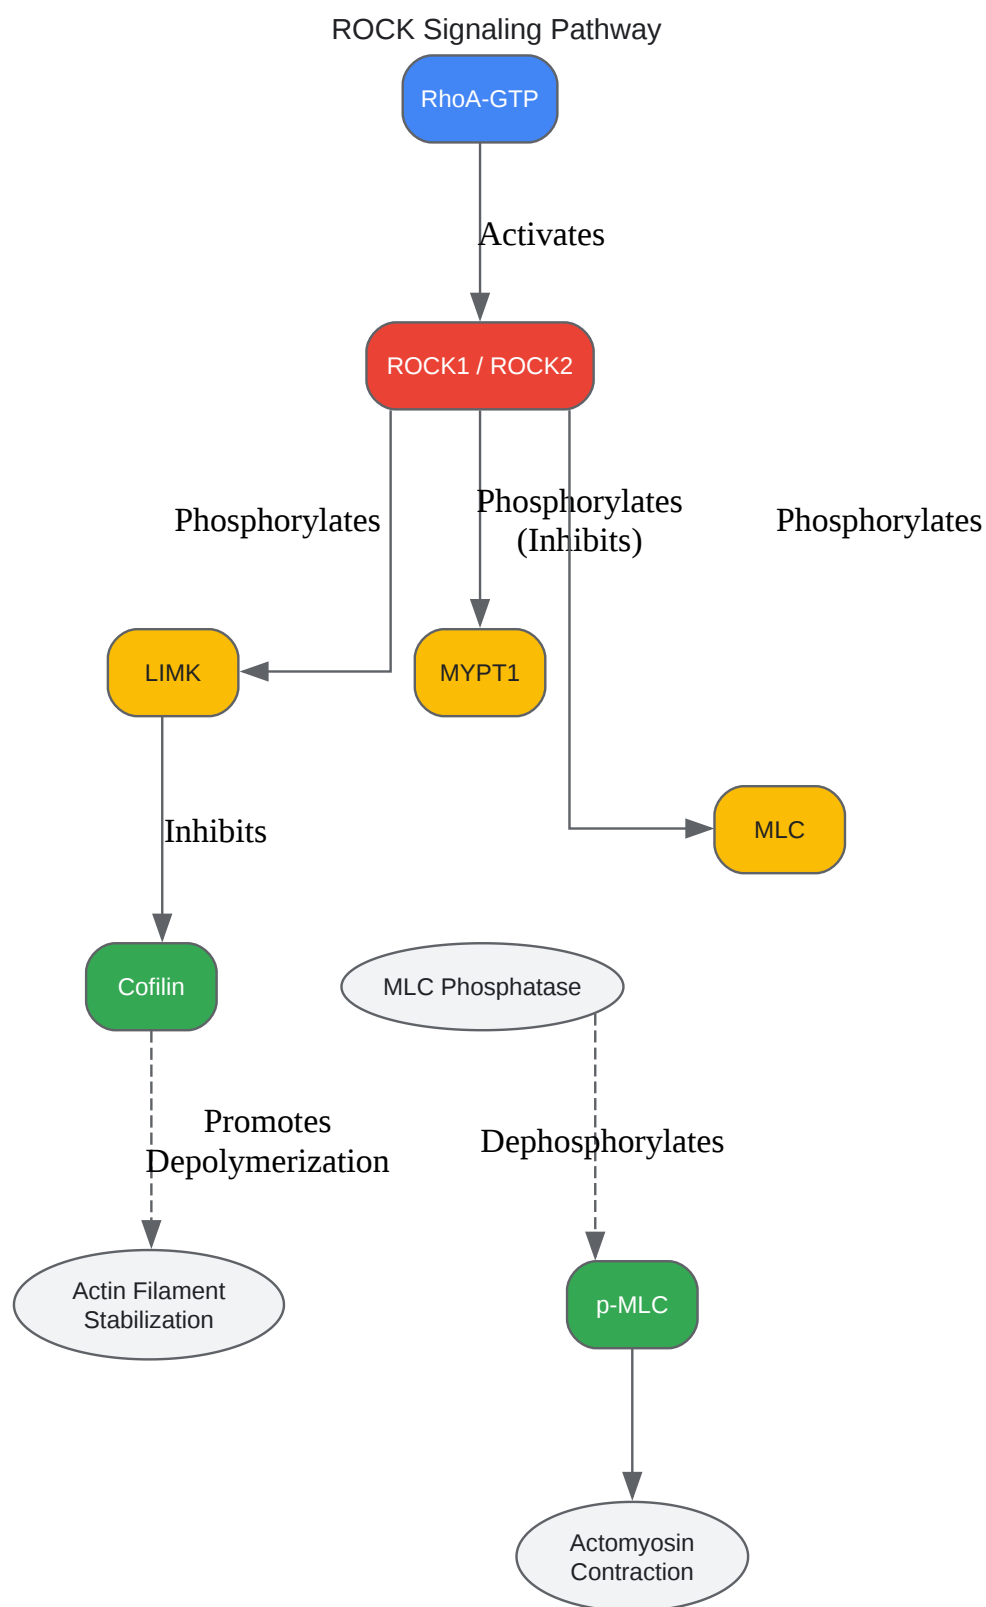 ROCK Signaling Pathway
RhoA-GTP
Activates
ROCK1 / ROCK2
Phosphorylates
Phosphorylates
(Inhibits)
Phosphorylates
LIMK
MYPT1
MLC
Inhibits
Cofilin
MLC Phosphatase
Promotes
Depolymerization
Dephosphorylates
Actin Filament
Stabilization
p-MLC
Actomyosin
Contraction